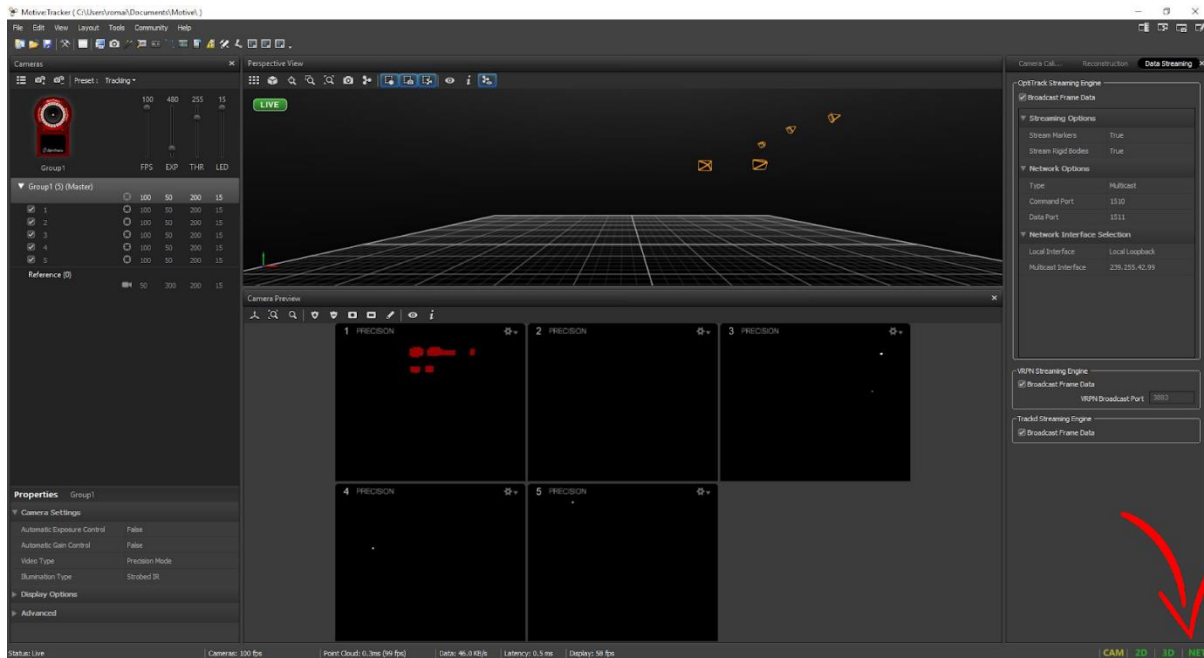 MotiveTracker ( C:\Users\romai\Documents\Motive\ )
File Edit View Layout Tools Community Help
Cameras
Preset: Tracking
100 480 255 15
Group1
FPS EXP THR LED
Group1 (5) (Master)
100 50 200 15
1 100 50 200 15
2 100 50 200 15
3 100 50 200 15
4 100 50 200 15
5 100 50 200 15
Reference (0)
50 300 200 15
Properties Group1
Camera Settings
Automatic Exposure Control False
Automatic Gain Control False
Video Type Precision Mode
Illumination Type Strobed IR
Display Options
Advanced
Perspective View
LIVE
Camera Preview
1 PRECISION
2 PRECISION
3 PRECISION
4 PRECISION
5 PRECISION
Camera Cali... Reconstruction Data Streaming
OptiTrack Streaming Engine
Broadcast Frame Data
Streaming Options
Stream Markers True
Stream Rigid Bodies True
Network Options
Type Multicast
Command Port 1510
Data Port 1511
Network Interface Selection
Local Interface Local Loopback
Multicast Interface 239.255.42.99
VRPN Streaming Engine
Broadcast Frame Data
VRPN Broadcast Port 3883
Trackd Streaming Engine
Broadcast Frame Data
Status: Live
Cameras: 100 fps
Point Cloud: 0.3ms (99 fps)
Data: 46.0 KB/s
Latency: 0.5 ms
Display: 58 fps
CAM 2D 3D